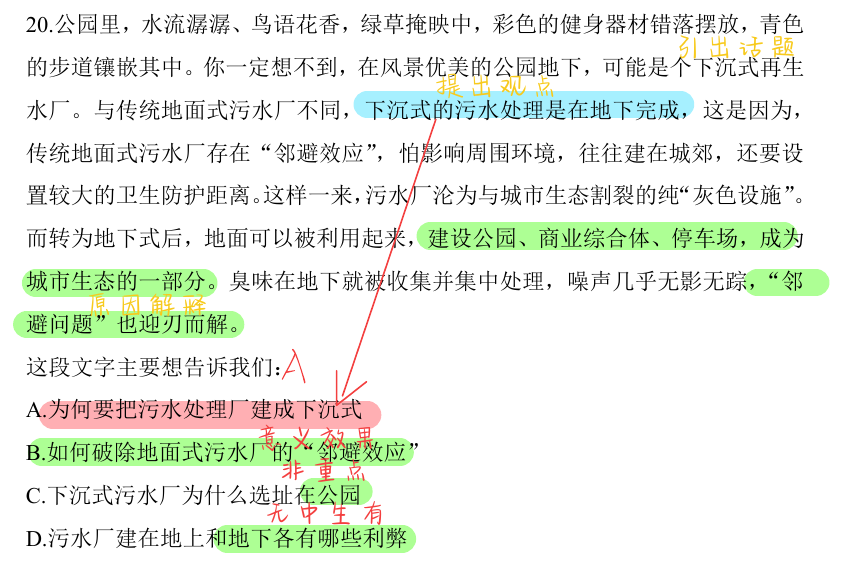 20.公园里，水流潺潺、鸟语花香，绿草掩映中，彩色的健身器材错落摆放，青色
引出话题
的步道镶嵌其中。你一定想不到，在风景优美的公园地下，可能是个下沉式再生
提出观点
水厂。与传统地面式污水厂不同，下沉式的污水处理是在地下完成，这是因为，
传统地面式污水厂存在“邻避效应”，怕影响周围环境，往往建在城郊，还要设
置较大的卫生防护距离。这样一来，污水厂沦为与城市生态割裂的纯“灰色设施”。
而转为地下式后，地面可以被利用起来，建设公园、商业综合体、停车场，成为
城市生态的一部分。臭味在地下就被收集并集中处理，噪声几乎无影无踪，“邻
原因解释
避问题”也迎刃而解。
这段文字主要想告诉我们：A
A.为何要把污水处理厂建成下沉式
意义效果
B.如何破除地面式污水厂的“邻避效应”
非重点
C.下沉式污水厂为什么选址在公园
无中生有
D.污水厂建在地上和地下各有哪些利弊